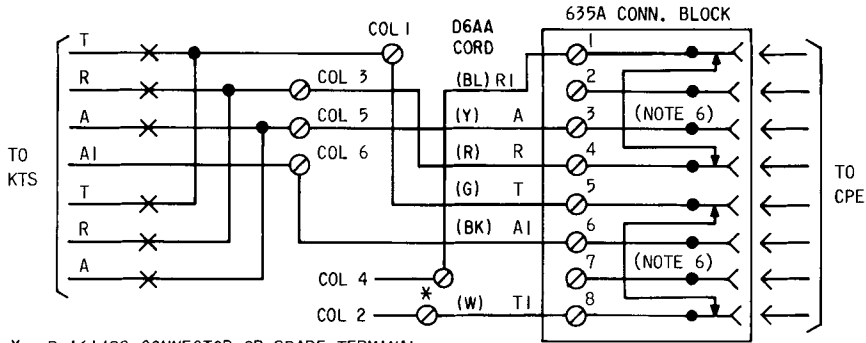 635A CONN. BLOCK
COL 1
D6AA
CORD
T
R
A
A1
T
R
A
TO
KTS
COL 3
COL 5
COL 6
COL 4
*
COL 2
(BL) R1
(Y) A
(R) R
(G) T
(BK) A1
(W) T1
1
2
3
4
5
6
7
8
(NOTE 6)
(NOTE 6)
TO
CPE